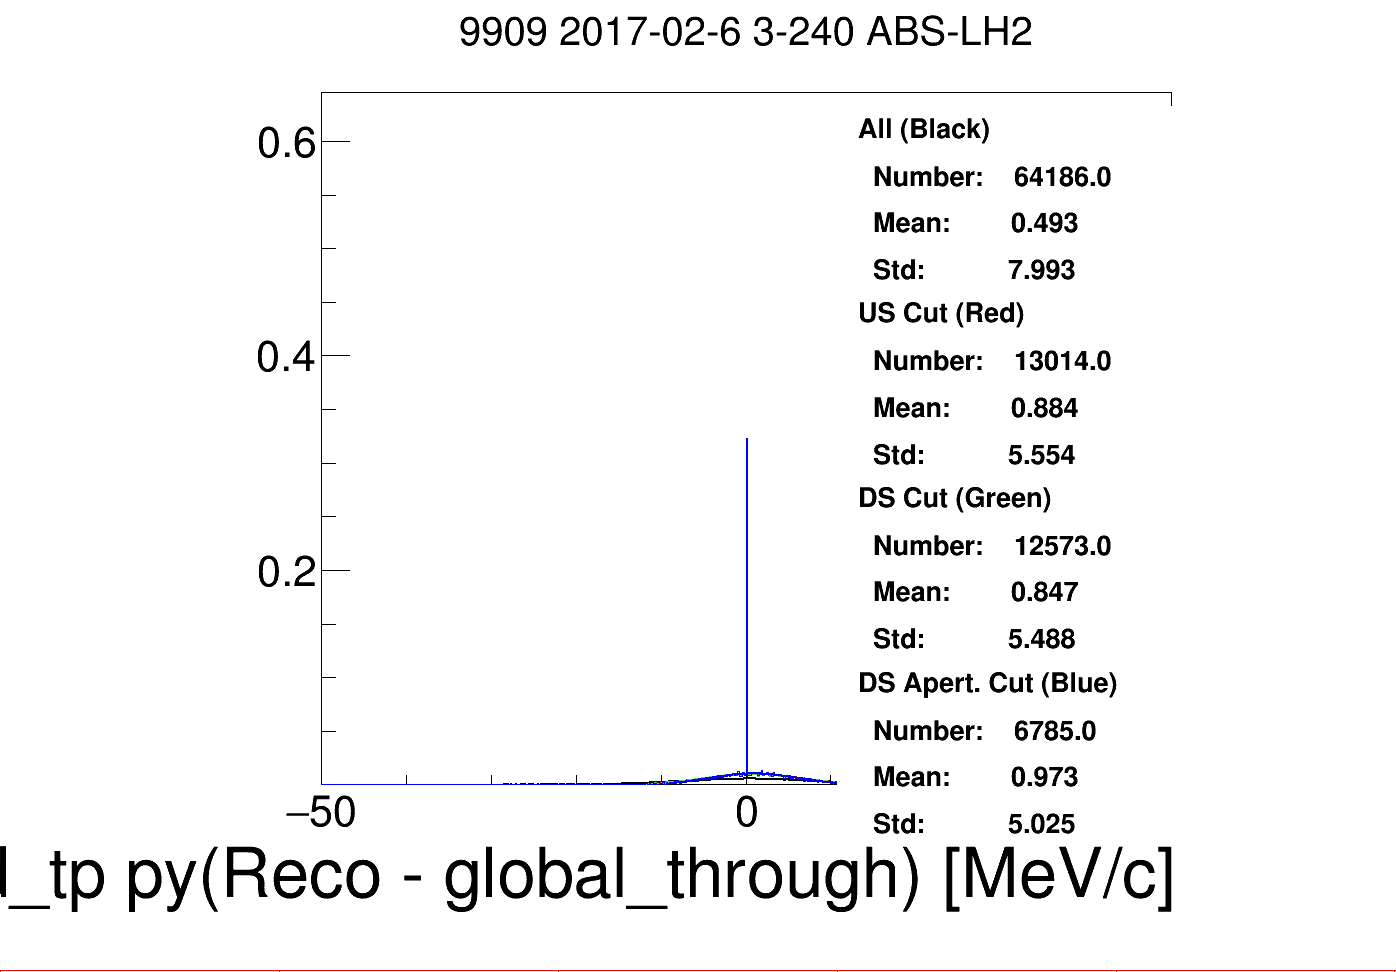 9909 2017-02-6 3-240 ABS-LH2
All (Black)
Number: 64186.0
Mean: 0.493
Std: 7.993
US Cut (Red)
Number: 13014.0
Mean: 0.884
Std: 5.554
DS Cut (Green)
Number: 12573.0
Mean: 0.847
Std: 5.488
DS Apert. Cut (Blue)
Number: 6785.0
Mean: 0.973
Std: 5.025
0.6
0.4
0.2
−50 0
_tp py(Reco - global_through) [MeV/c]